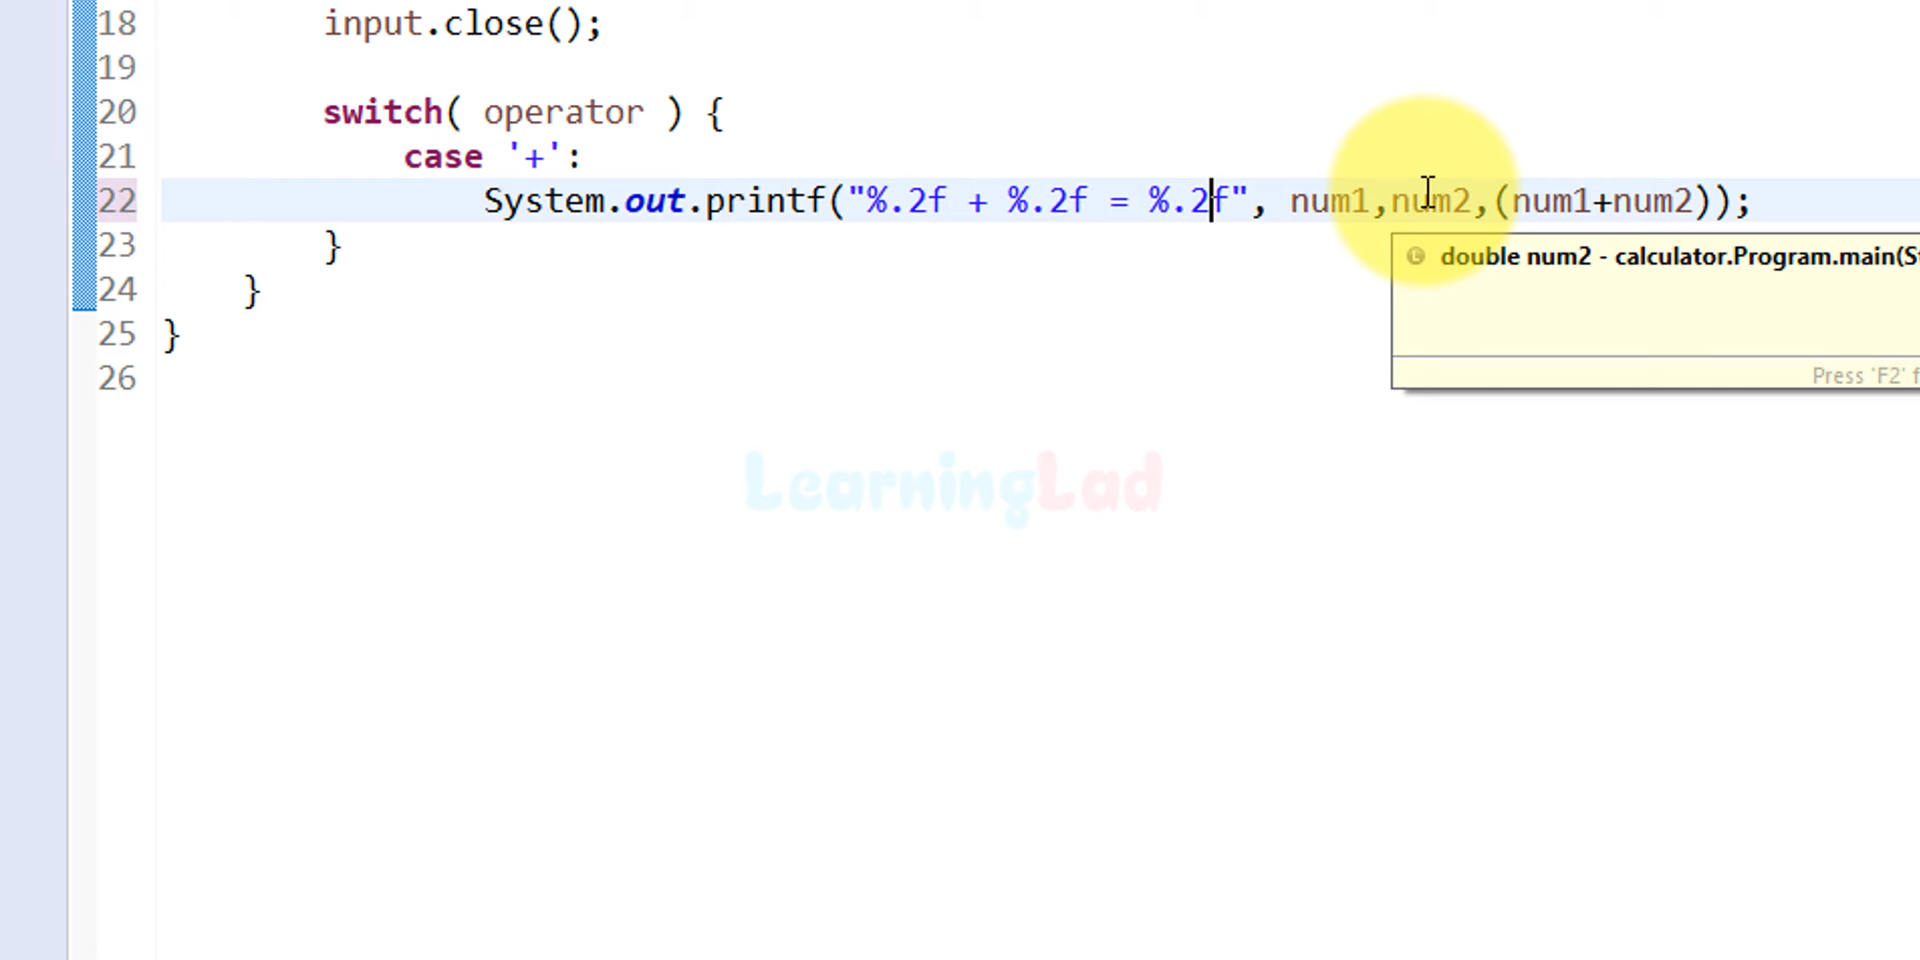 18 input.close();
19
20 switch( operator ) {
21 case '+':
22 System.out.printf("%.2f + %.2f = %.2f", num1,num2,(num1+num2));
23 }
double num2 - calculator.Program.main(S
24 }
25 }
Press 'F2' f
26
LearningLad